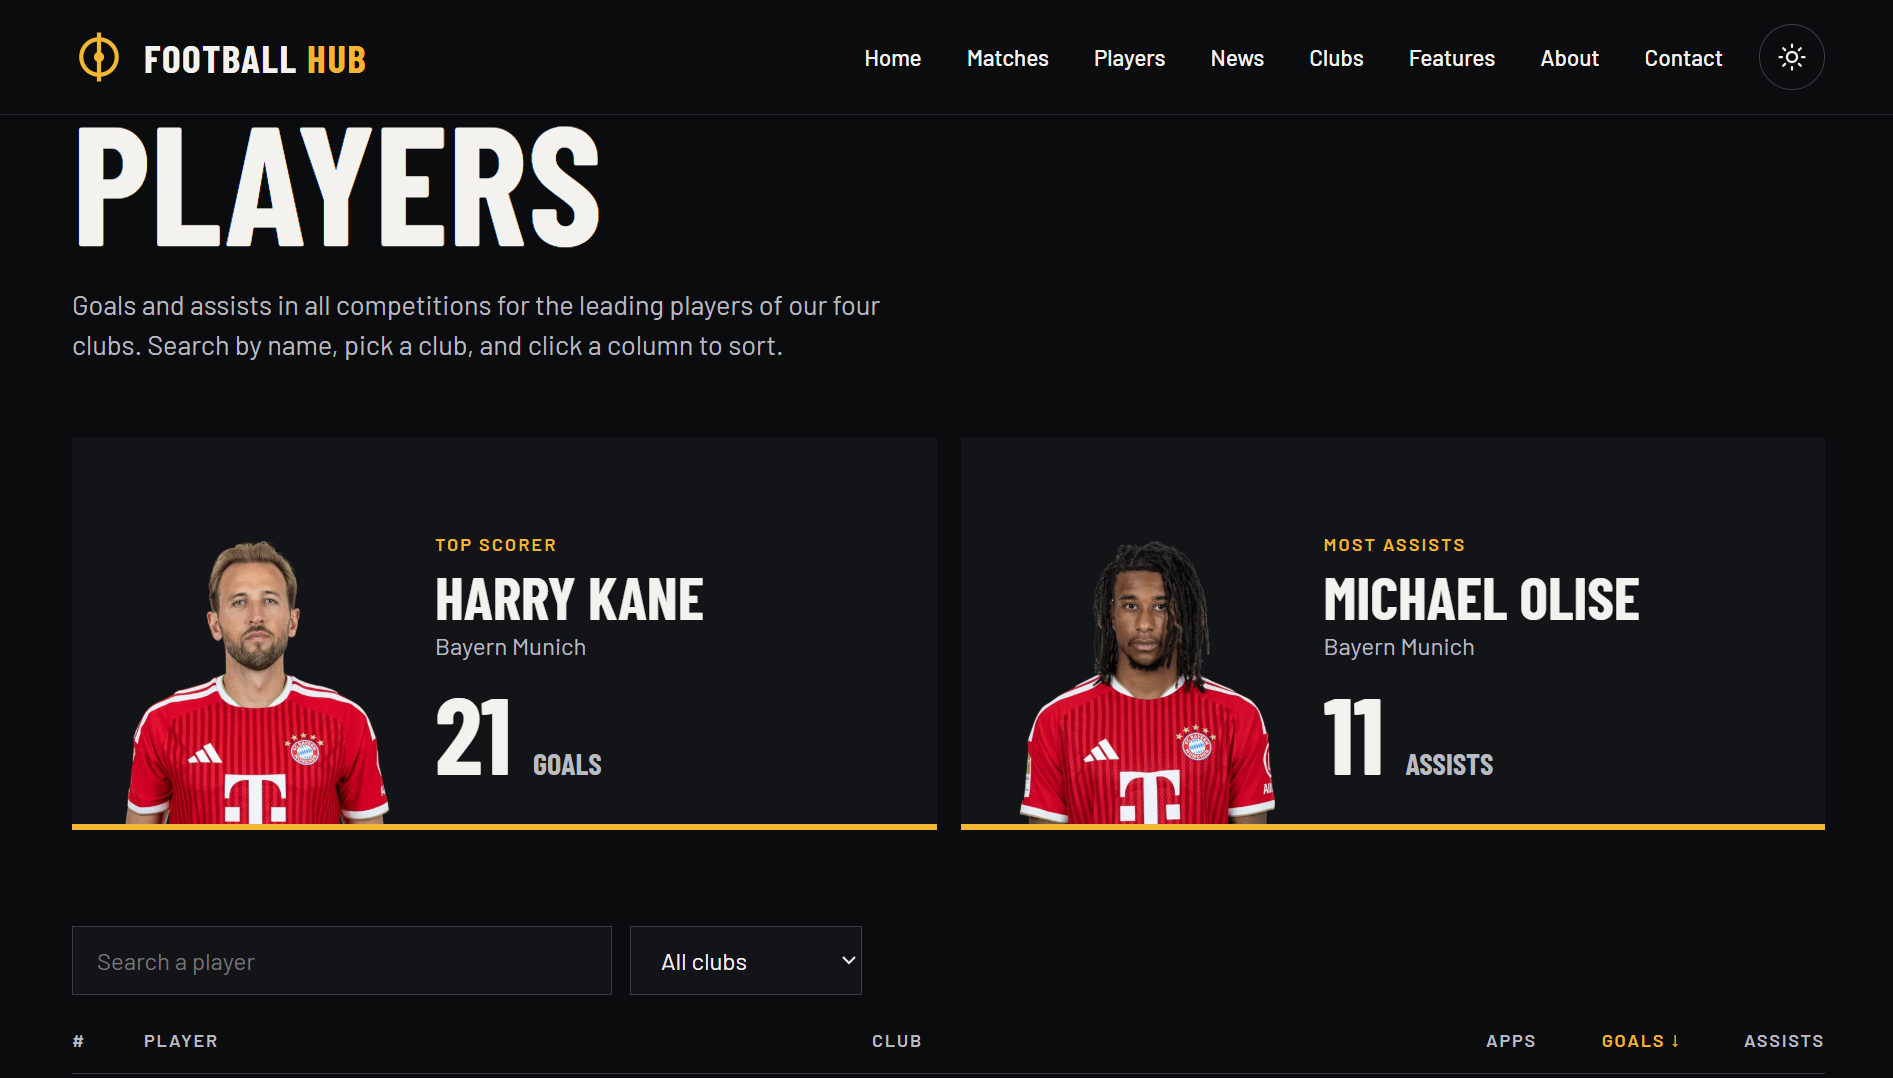 FOOTBALL HUB
Home Matches Players News Clubs Features About Contact
PLAYERS
Goals and assists in all competitions for the leading players of our four
clubs. Search by name, pick a club, and click a column to sort.
TOP SCORER
HARRY KANE
Bayern Munich
21 GOALS
T
MOST ASSISTS
MICHAEL OLISE
Bayern Munich
11 ASSISTS
T
Search a player
All clubs
# PLAYER CLUB APPS GOALS ↓ ASSISTS